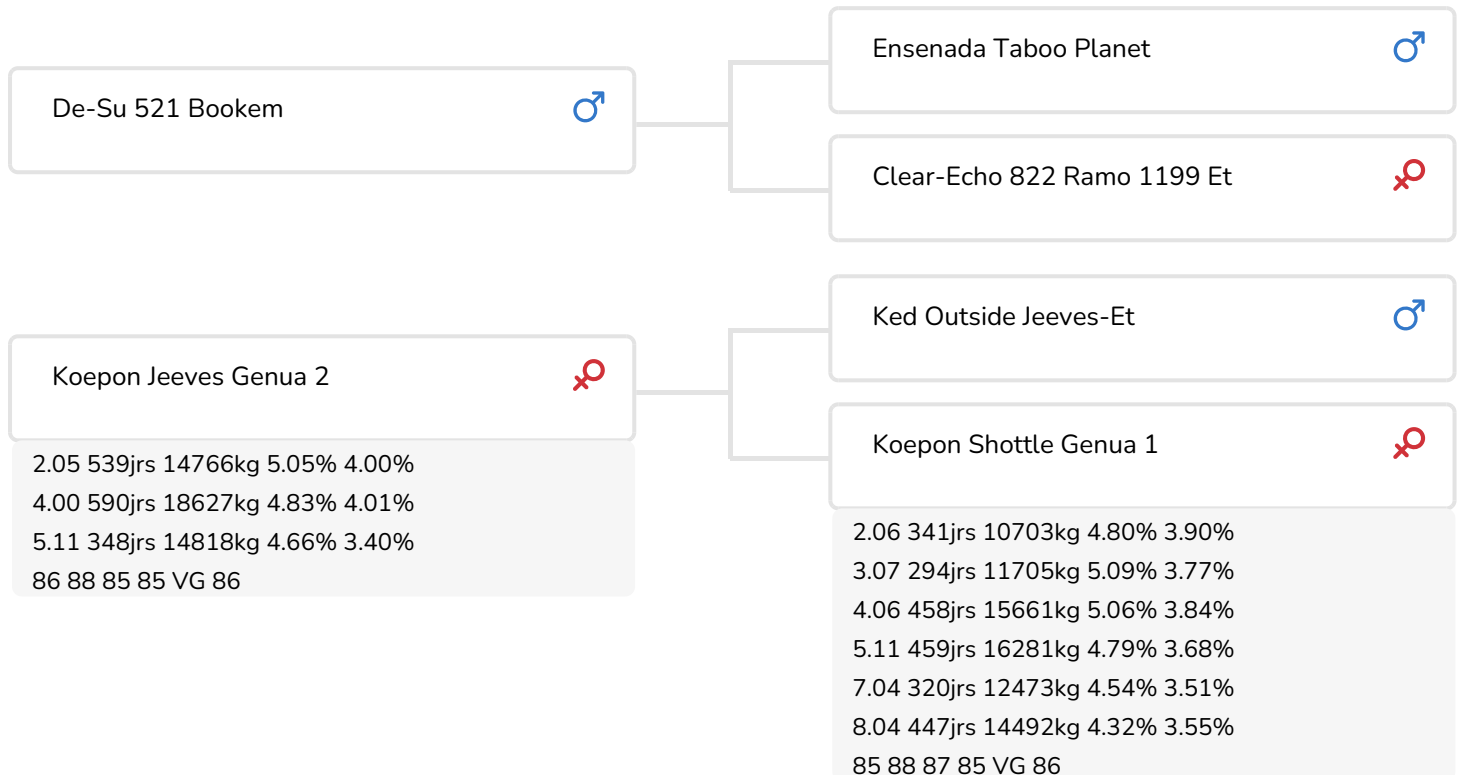 De-Su 521 Bookem
Ensenada Taboo Planet
Clear-Echo 822 Ramo 1199 Et
Koepon Jeeves Genua 2
2.05 539jrs 14766kg 5.05% 4.00%
4.00 590jrs 18627kg 4.83% 4.01%
5.11 348jrs 14818kg 4.66% 3.40%
86 88 85 85 VG 86
Ked Outside Jeeves-Et
Koepon Shottle Genua 1
2.06 341jrs 10703kg 4.80% 3.90%
3.07 294jrs 11705kg 5.09% 3.77%
4.06 458jrs 15661kg 5.06% 3.84%
5.11 459jrs 16281kg 4.79% 3.68%
7.04 320jrs 12473kg 4.54% 3.51%
8.04 447jrs 14492kg 4.32% 3.55%
85 88 87 85 VG 86